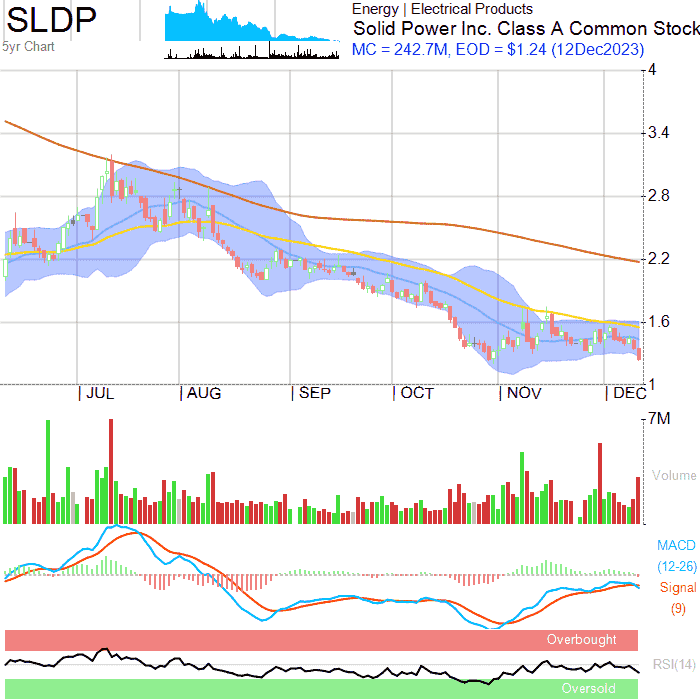 SLDP
5yr Chart
Energy | Electrical Products
Solid Power Inc. Class A Common Stock
MC = 242.7M, EOD = $1.24 (12Dec2023)
4
3.4
2.8
2.2
1.6
1
| JUL | AUG | SEP | OCT | NOV | DEC
7M
Volume
MACD
(12-26)
Signal
(9)
Overbought
RSI(14)
Oversold